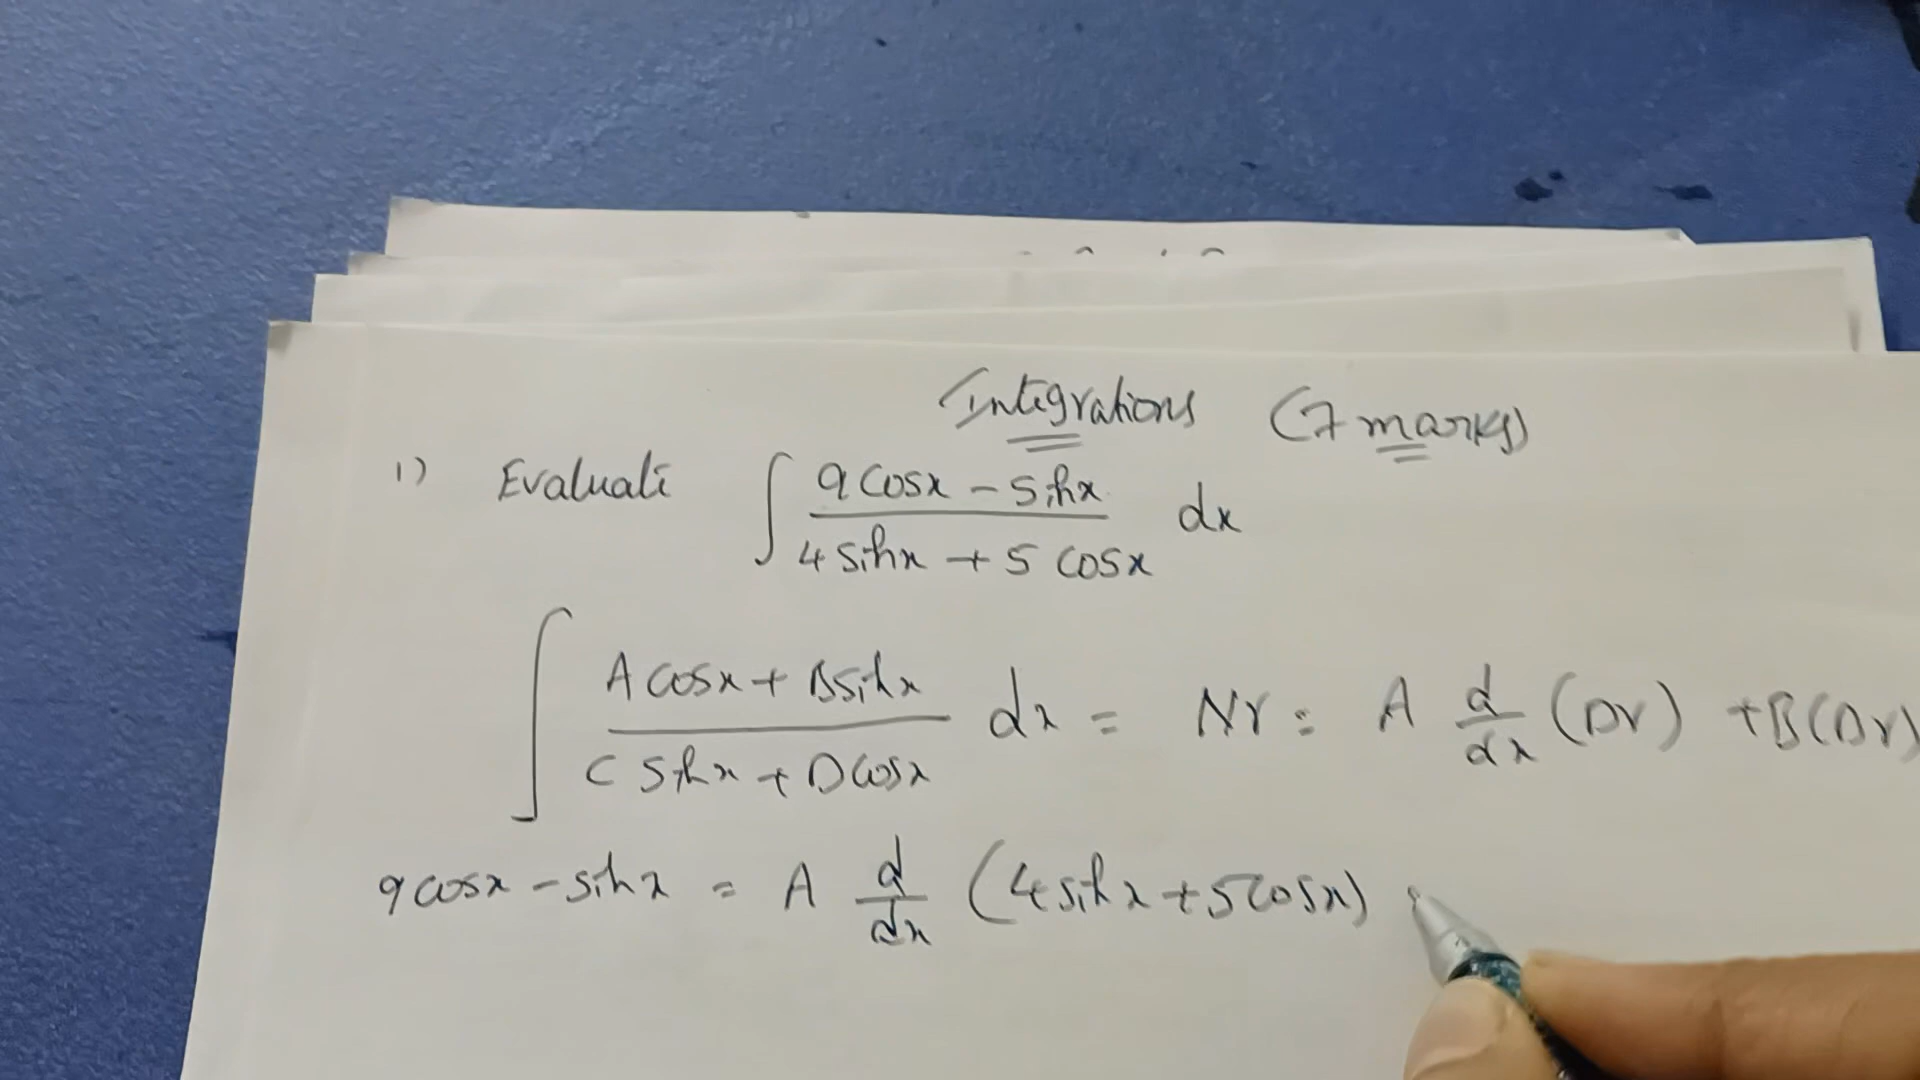 Integrations (7 marks)
1) Evaluate ∫ (9 cosx - sinx)/(4 sinx + 5 cosx) dx
∫ (A cosx + B sinx)/(C sinx + D cosx) dx = Nr = A d/dx (Dr) + B(Dr)
9 cosx - sinx = A d/dx (4 sinx + 5 cosx)